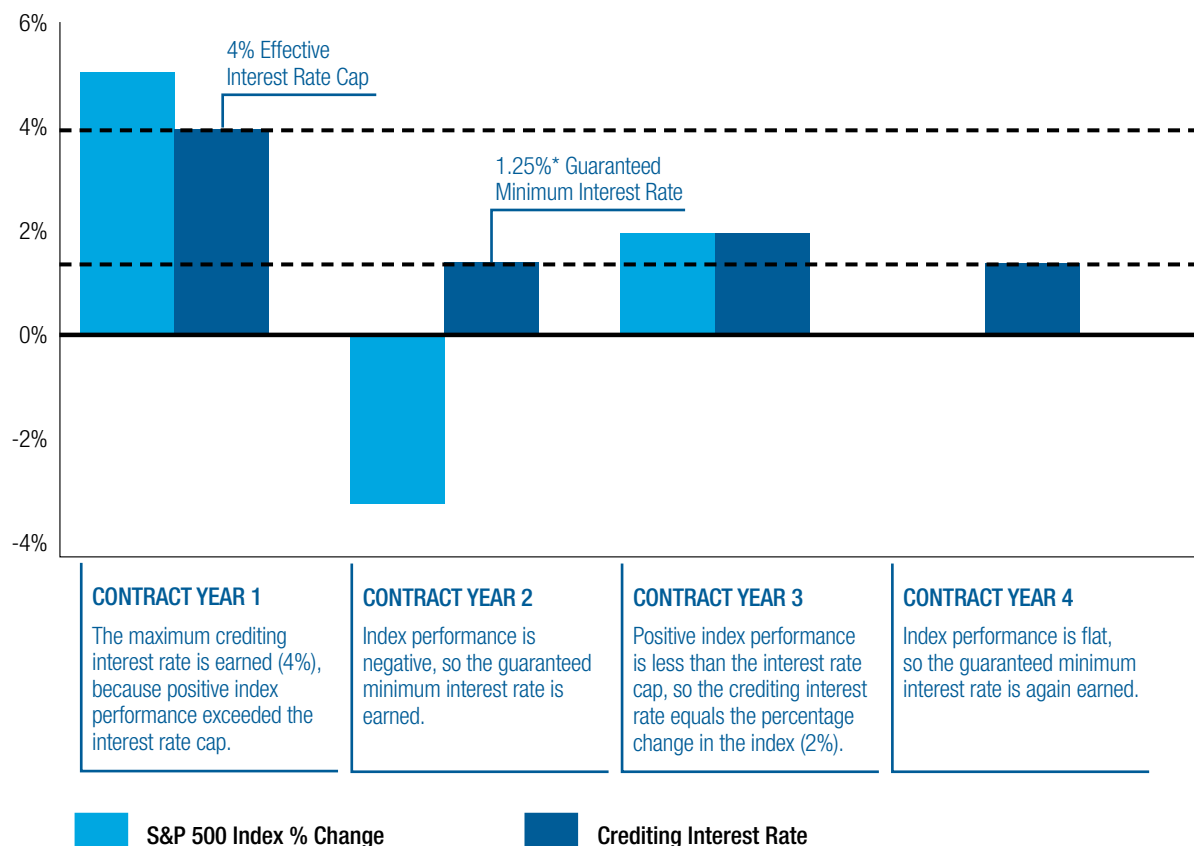 6%
4% Effective
Interest Rate Cap
4%
1.25%* Guaranteed
Minimum Interest Rate
2%
0%
-2%
-4%
CONTRACT YEAR 1
The maximum crediting
interest rate is earned (4%),
because positive index
performance exceeded the
interest rate cap.
CONTRACT YEAR 2
Index performance is
negative, so the guaranteed
minimum interest rate is
earned.
CONTRACT YEAR 3
Positive index performance
is less than the interest rate
cap, so the crediting interest
rate equals the percentage
change in the index (2%).
CONTRACT YEAR 4
Index performance is flat,
so the guaranteed minimum
interest rate is again earned.
S&P 500 Index % Change
Crediting Interest Rate